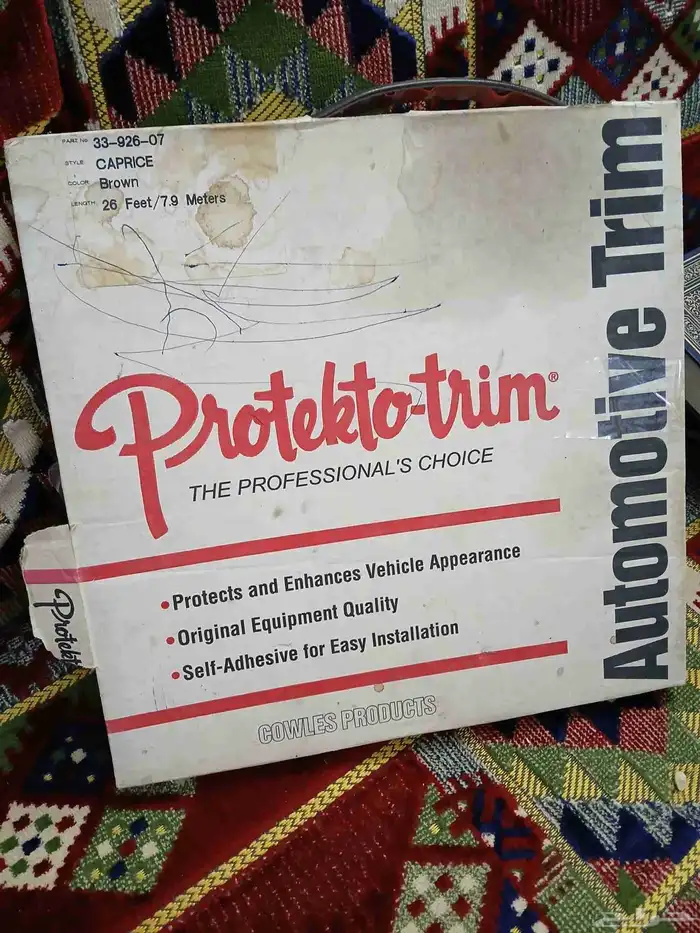 PART No 33-926-07
STYLE CAPRICE
COLOR Brown
LENGTH 26 Feet/7.9 Meters
Protekto-trim®
THE PROFESSIONAL'S CHOICE
•Protects and Enhances Vehicle Appearance
•Original Equipment Quality
•Self-Adhesive for Easy Installation
COWLES PRODUCTS
Automotive Trim